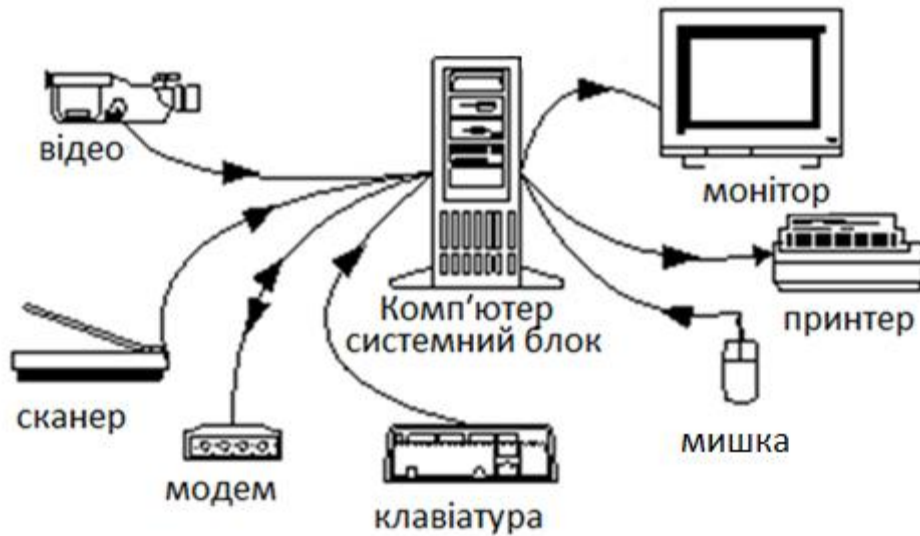 відео
монітор
Комп'ютер
системний блок
принтер
сканер
мишка
модем
клавіатура